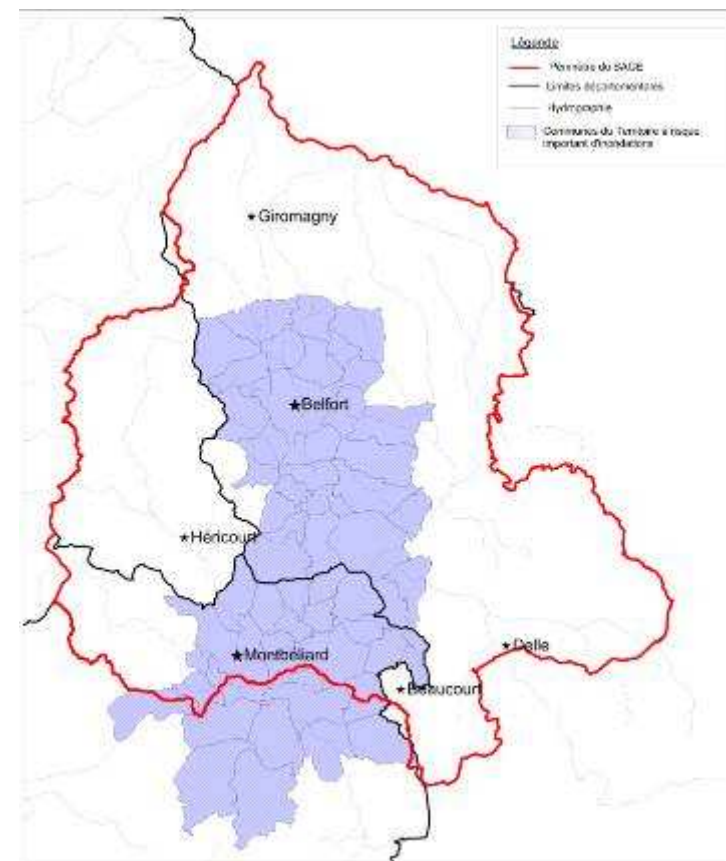 Légende
Périmètre du SAGE
Limites départementales
Hydrographie
Communes du Territoire à risque
important d'inondations
Giromagny
Belfort
Héricourt
Montbéliard
Delle
Beaucourt